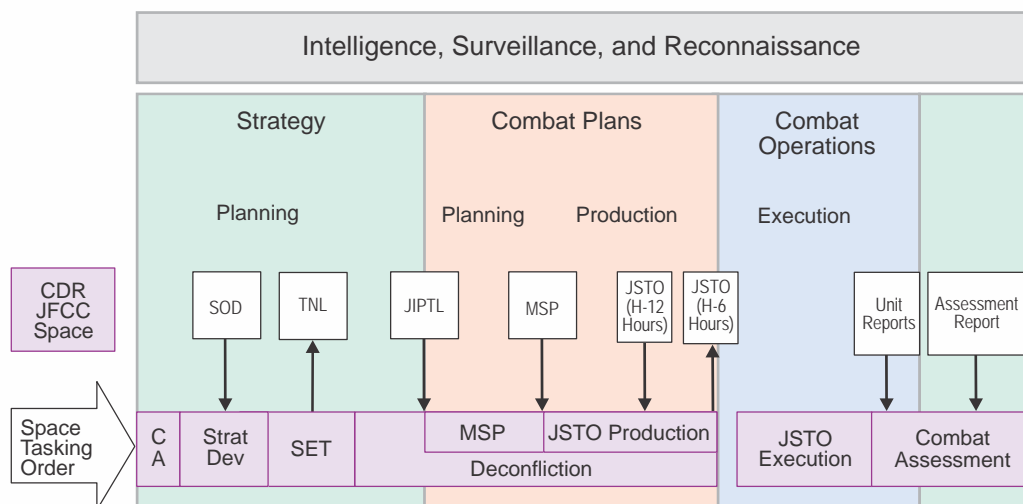 Intelligence, Surveillance, and Reconnaissance
Strategy
Combat Plans
Combat
Operations
Planning
Planning
Production
Execution
CDR
JFCC
Space
SOD
TNL
JIPTL
MSP
JSTO
(H-12
Hours)
JSTO
(H-6
Hours)
Unit
Reports
Assessment
Report
Space
Tasking
Order
C
A
Strat
Dev
SET
MSP
JSTO Production
Deconfliction
JSTO
Execution
Combat
Assessment